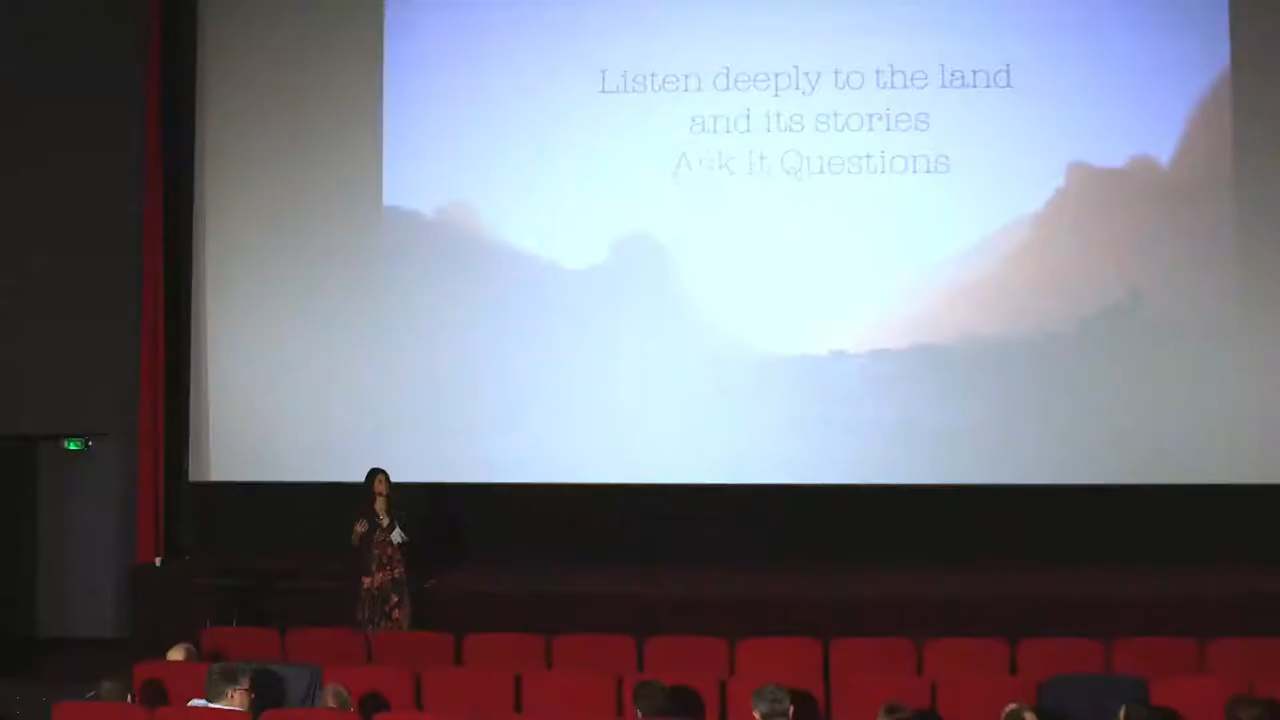 Listen deeply to the land
and its stories
Ask it Questions